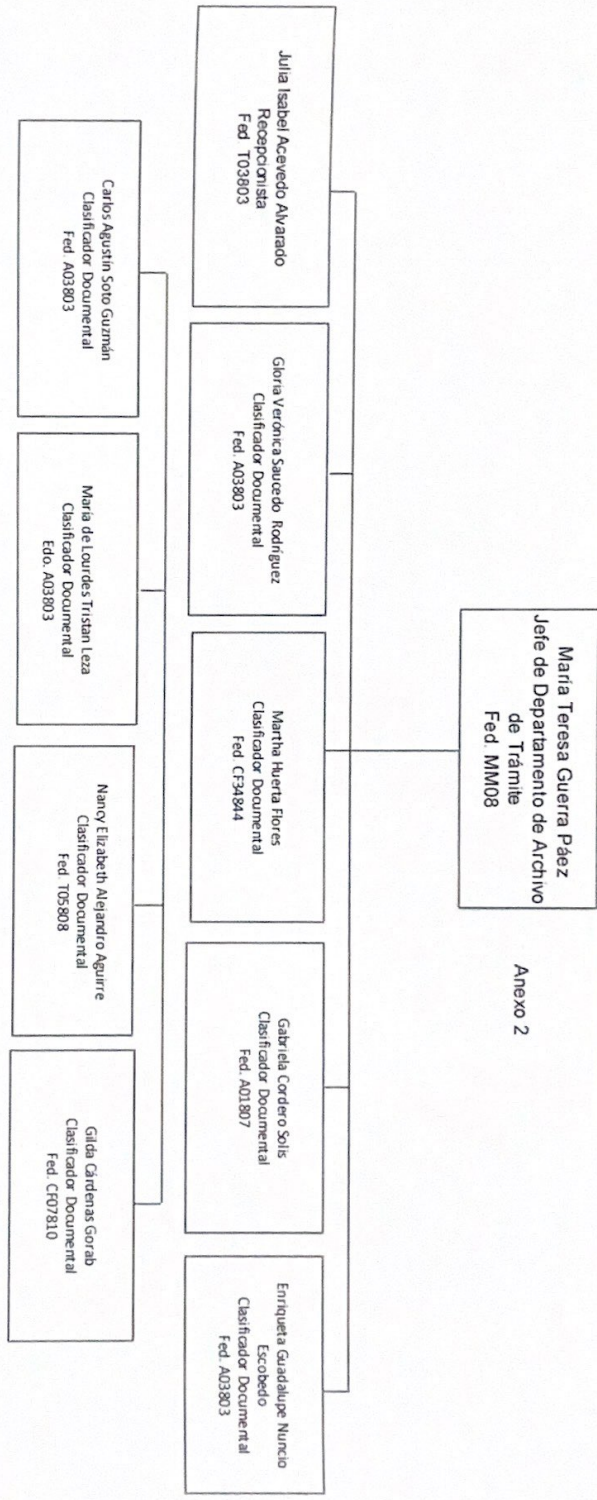 María Teresa Guerra Páez
Jefe de Departamento de Archivo
de Trámite
Fed. MM08
Anexo 2
Julia Isabel Acevedo Alvarado
Recepcionista
Fed. T03803
Gloria Verónica Saucedo Rodríguez
Clasificador Documental
Fed. A03803
Martha Huerta Flores
Clasificador Documental
Fed. CF34844
Gabriela Cordero Solis
Clasificador Documental
Fed. A01807
Enriqueta Guadalupe Nuncio
Escobedo
Clasificador Documental
Fed. A03803
Carlos Agustín Soto Guzmán
Clasificador Documental
Fed. A03803
María de Lourdes Tristan Leza
Clasificador Documental
Edo. A03803
Nancy Elizabeth Alejandro Aguirre
Clasificador Documental
Fed. T05808
Gilda Cárdenas Gorab
Clasificador Documental
Fed. CF07810